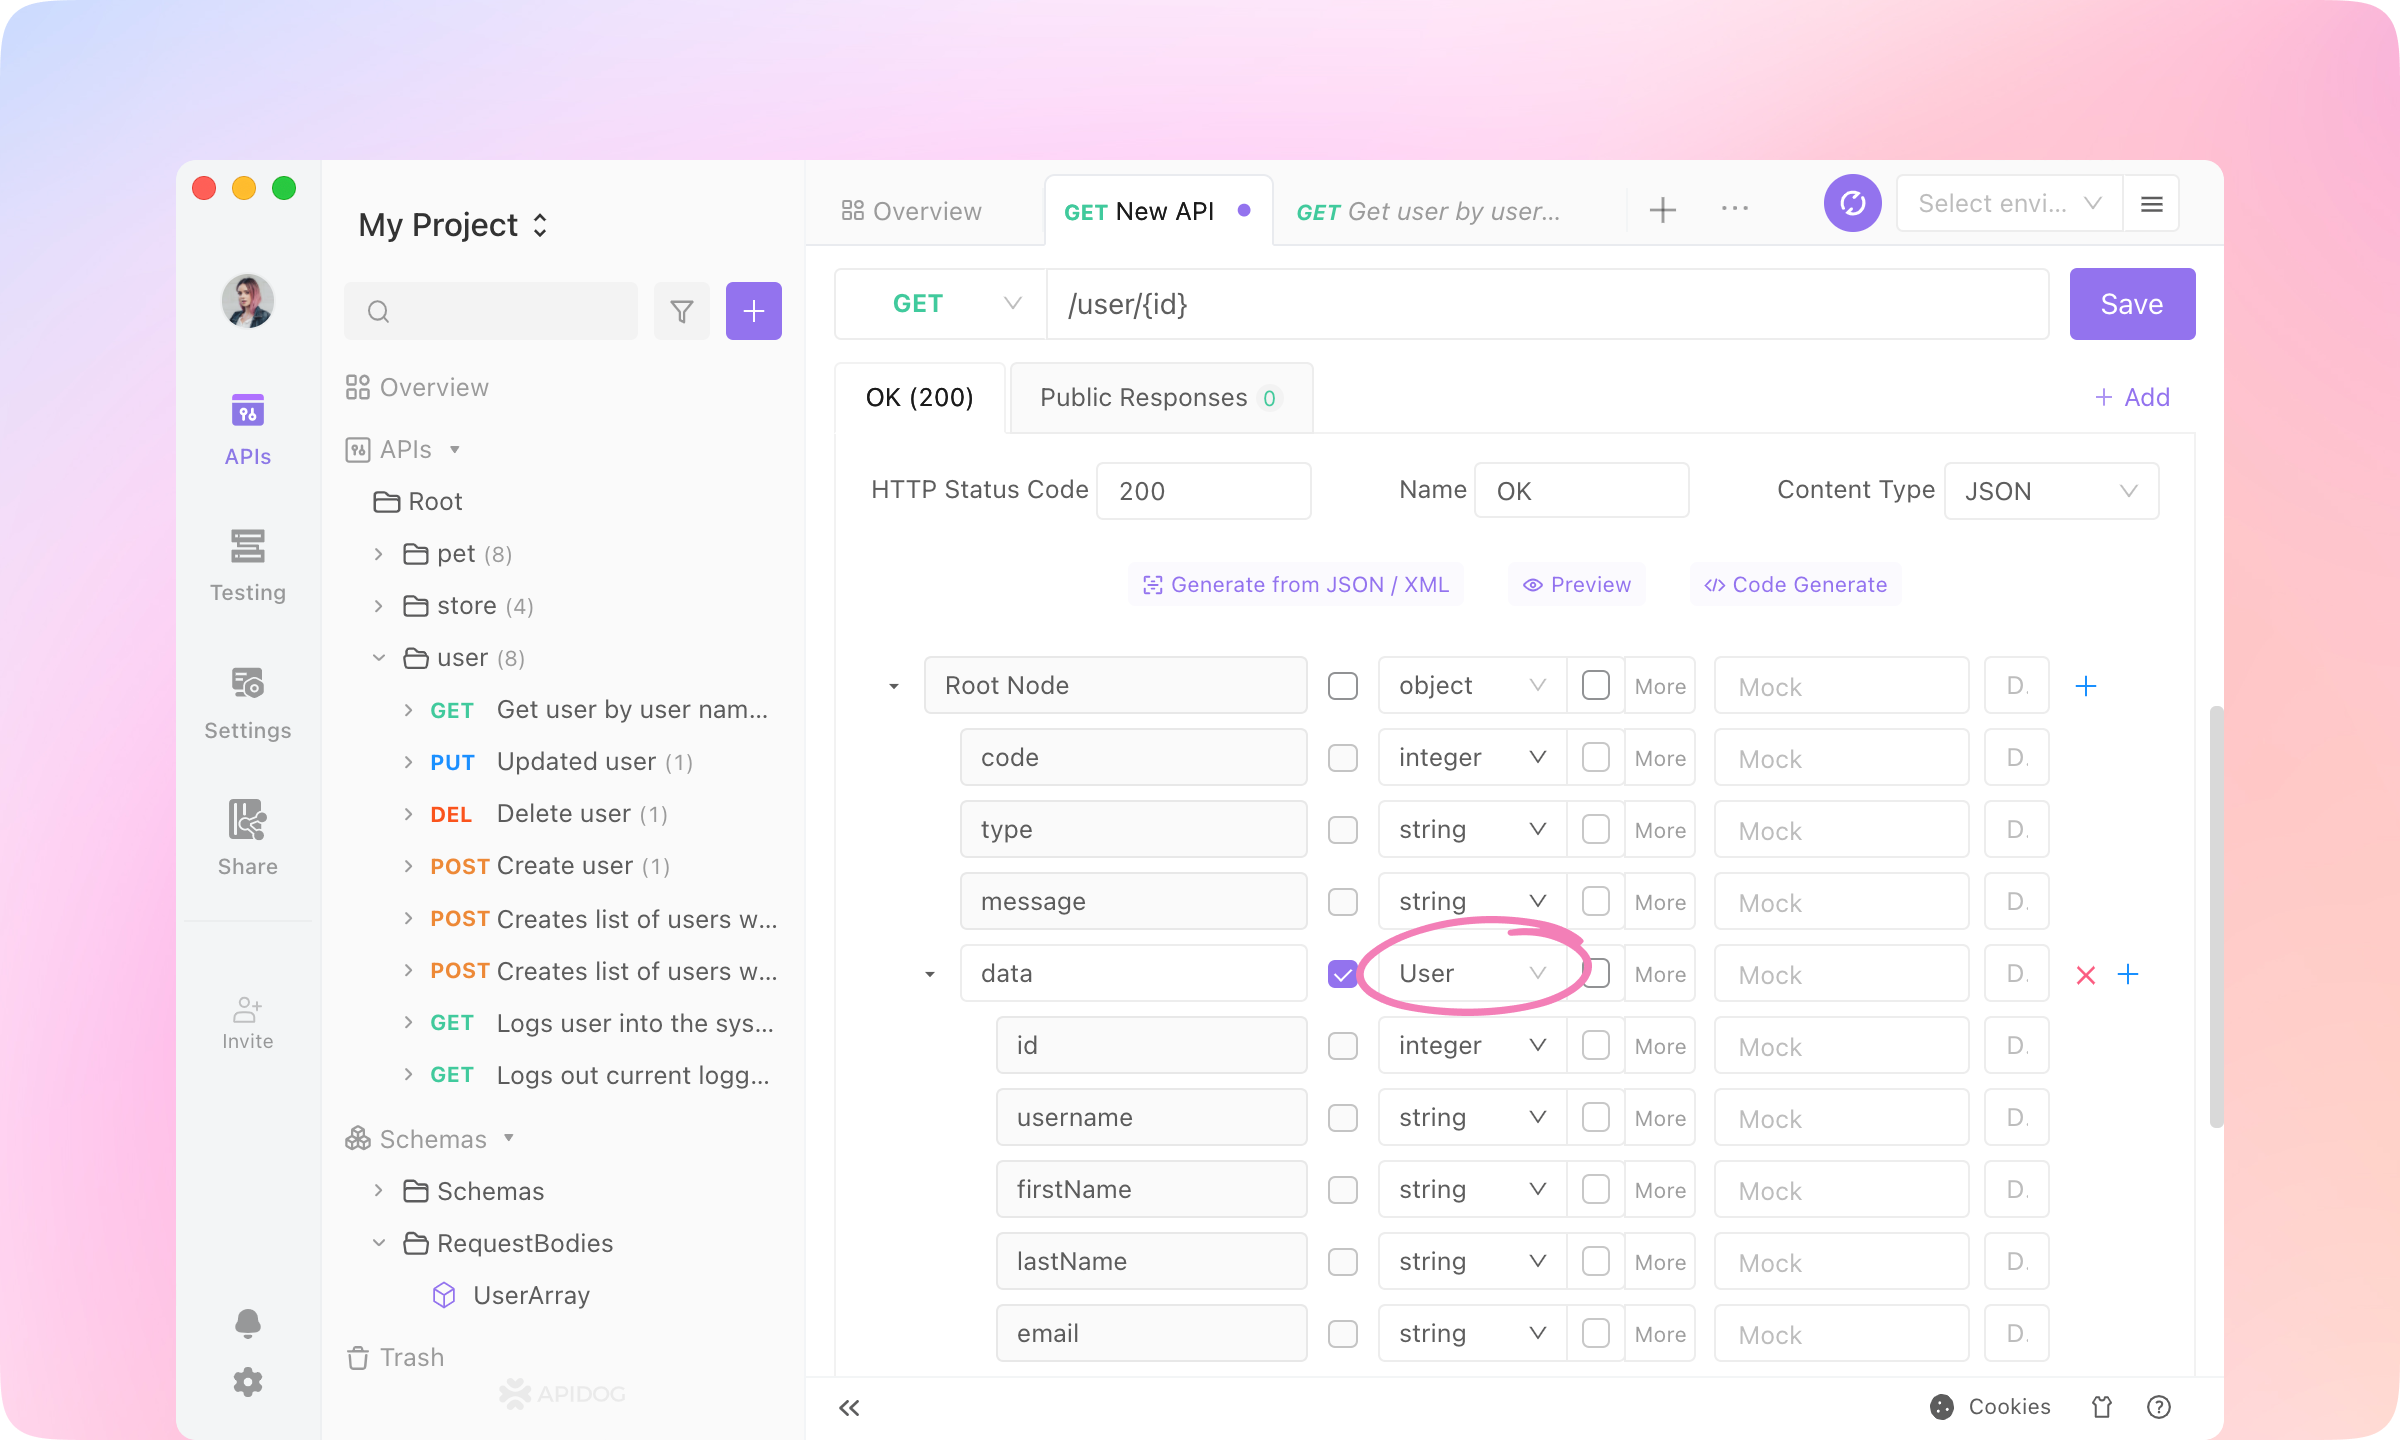 My Project
Overview
APIs
Root
pet (8)
store (4)
user (8)
GET Get user by user nam...
PUT Updated user (1)
DEL Delete user (1)
POST Create user (1)
POST Creates list of users w...
POST Creates list of users w...
GET Logs user into the sys...
GET Logs out current logg...
Schemas
Schemas
RequestBodies
UserArray
Trash
APIDOG
APIs
Testing
Settings
Share
Invite
Overview
GET New API
GET Get user by user...
Select envi...
GET
/user/{id}
Save
OK (200)
Public Responses 0
+ Add
HTTP Status Code 200
Name OK
Content Type JSON
Generate from JSON / XML
Preview
</> Code Generate
Root Node object More Mock D.
code integer More Mock D.
type string More Mock D.
message string More Mock D.
data User More Mock D.
id integer More Mock D.
username string More Mock D.
firstName string More Mock D.
lastName string More Mock D.
email string More Mock D.
Cookies